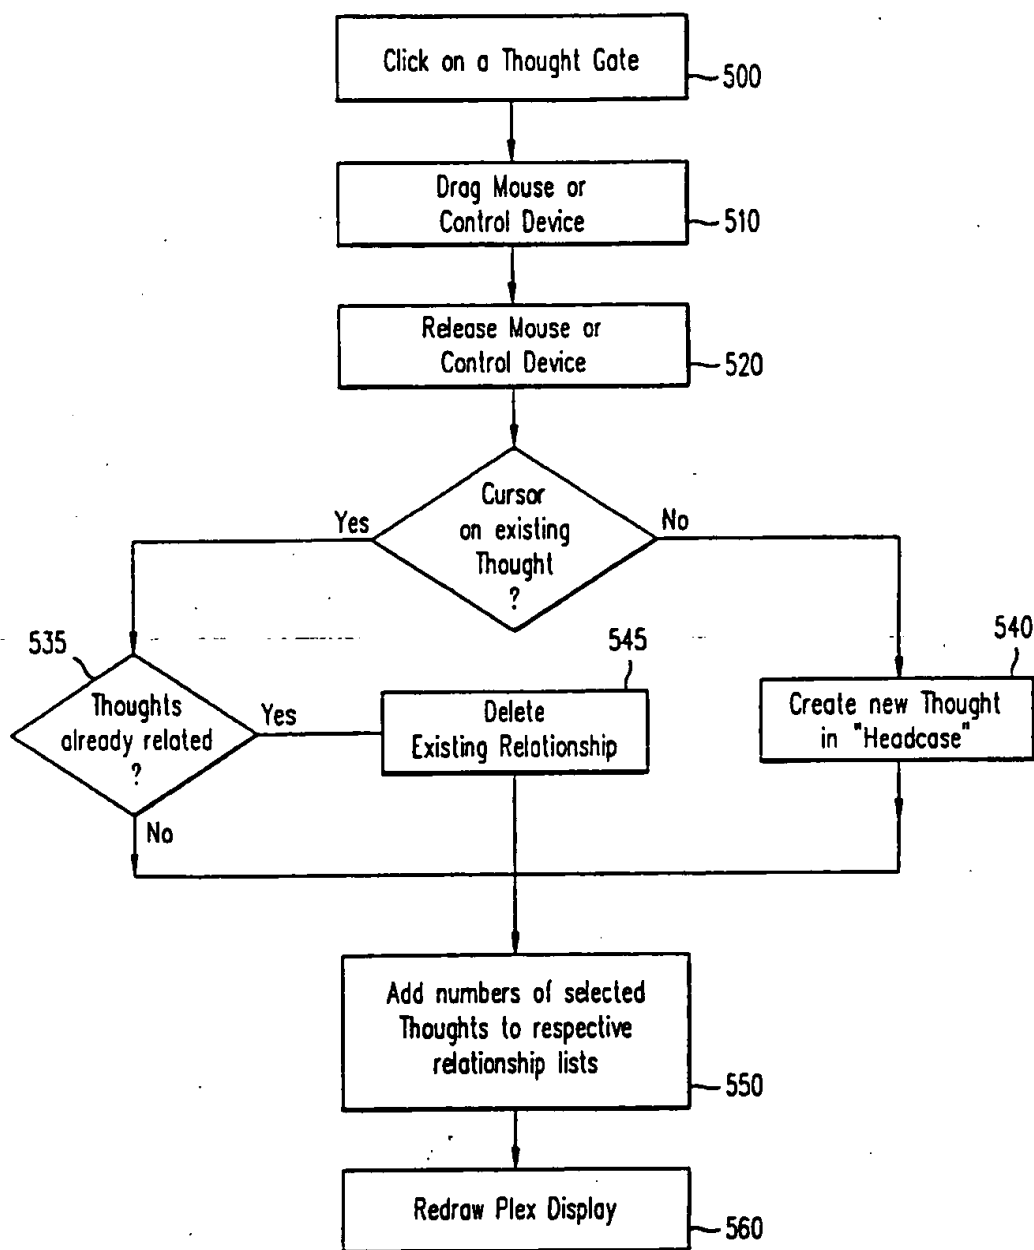 Click on a Thought Gate
500
Drag Mouse or
Control Device
510
Release Mouse or
Control Device
520
Cursor
on existing
Thought
?
Yes
No
535
Thoughts
already related
?
Yes
No
545
Delete
Existing Relationship
540
Create new Thought
in "Headcase"
Add numbers of selected
Thoughts to respective
relationship lists
550
Redraw Plex Display
560